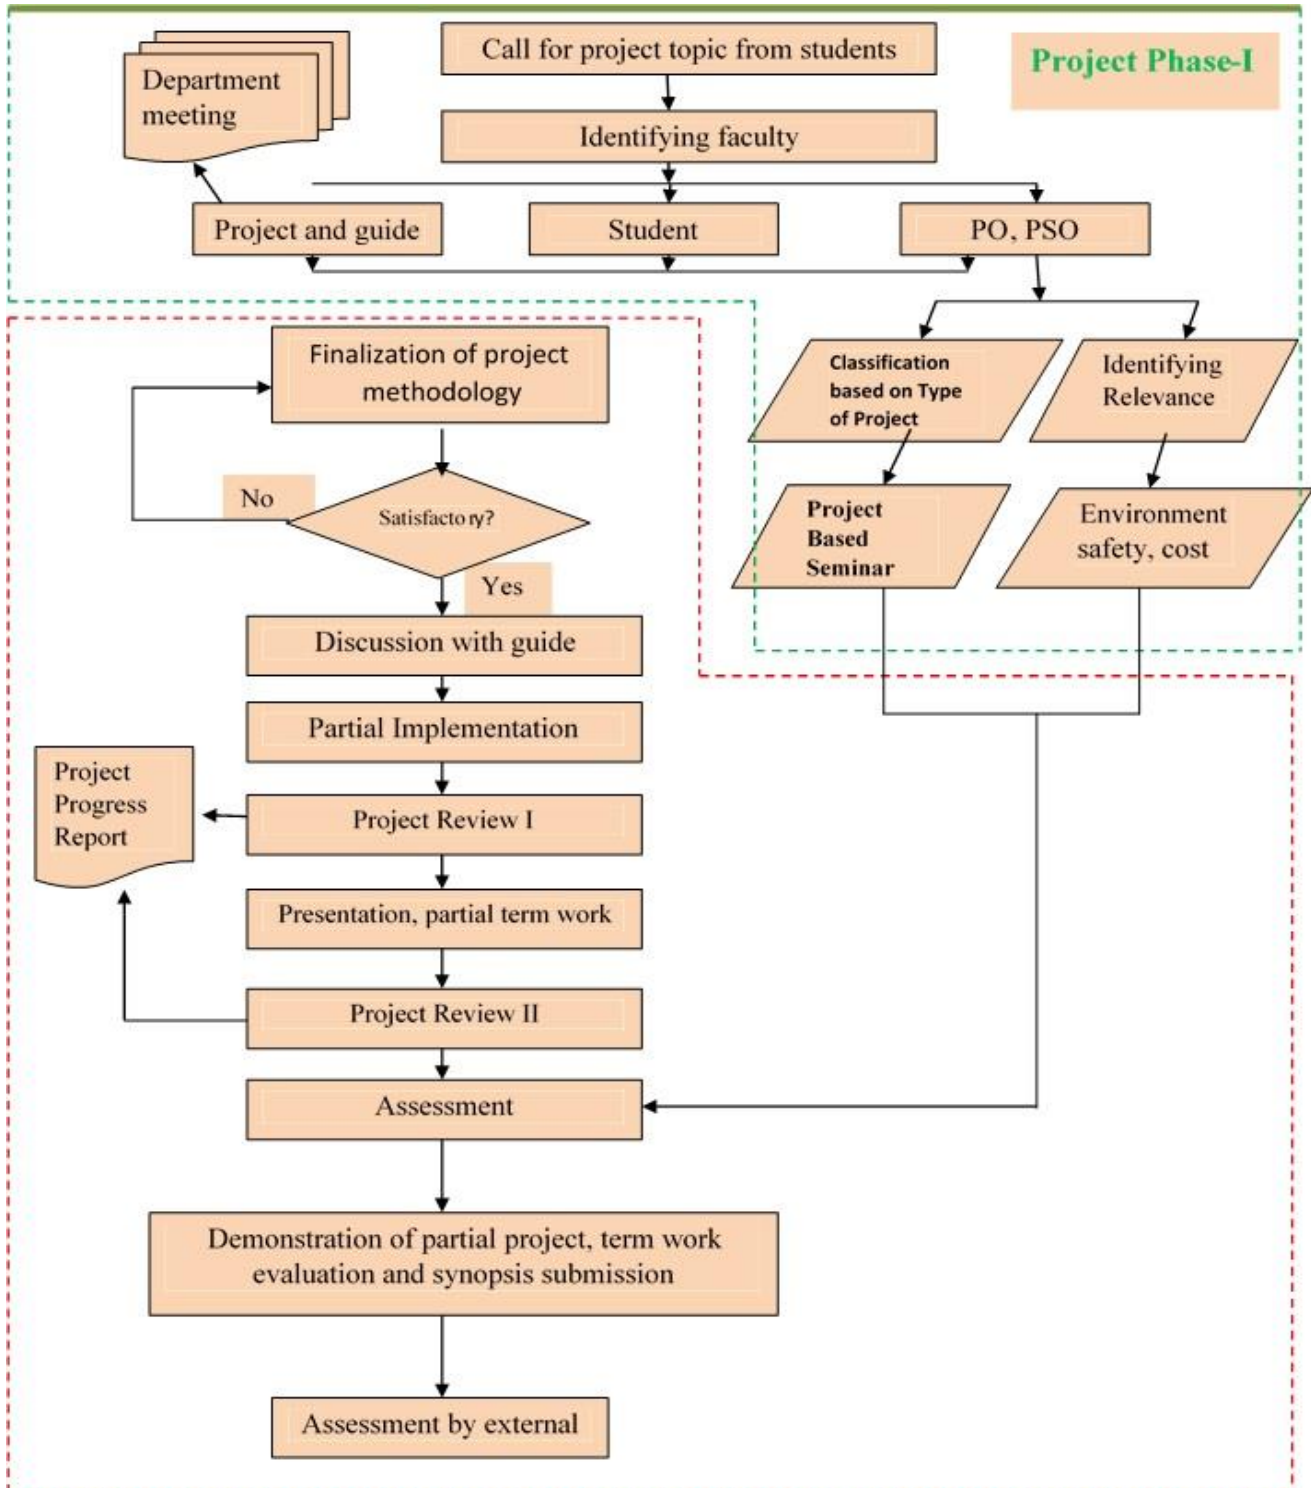 Call for project topic from students
Project Phase-I
Department
meeting
Identifying faculty
Project and guide
Student
PO, PSO
Finalization of project
methodology
Classification
based on Type
of Project
Identifying
Relevance
No
Satisfactory?
Yes
Project
Based
Seminar
Environment
safety, cost
Discussion with guide
Partial Implementation
Project
Progress
Report
Project Review I
Presentation, partial term work
Project Review II
Assessment
Demonstration of partial project, term work
evaluation and synopsis submission
Assessment by external